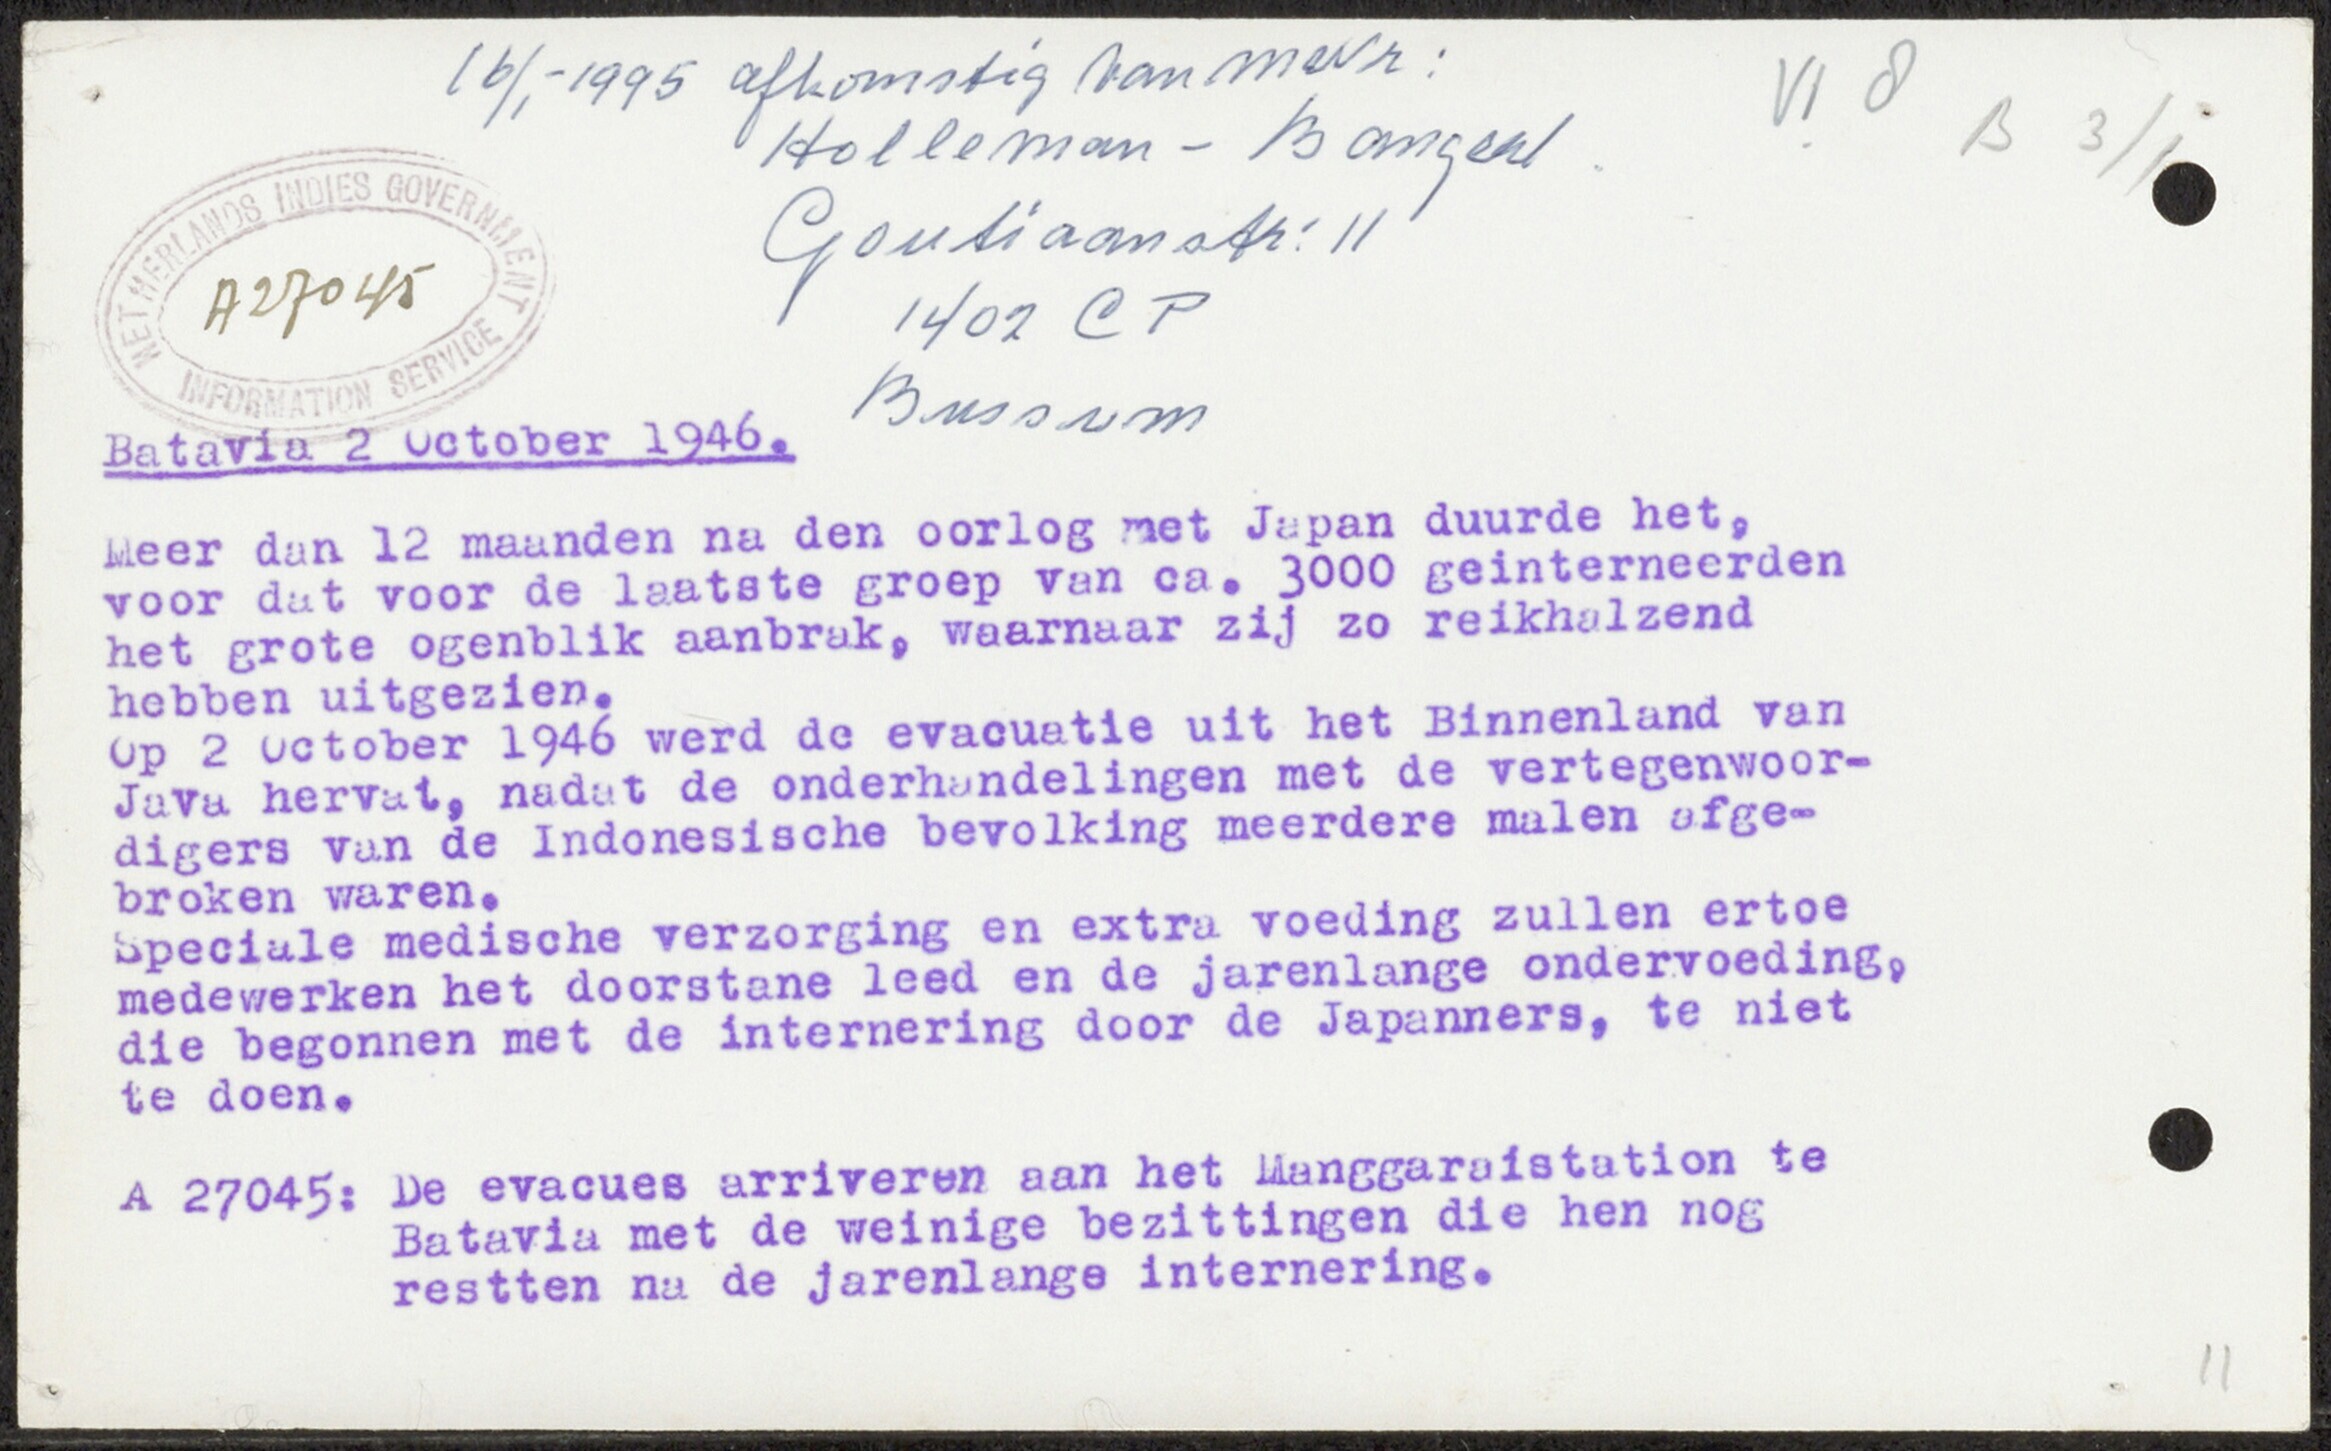 16/1-1995 afkomstig van mevr:
Holleman - Bangert
Goutiaanstr: 11
1402 CP
Bussum
VI 8
B 3/1
NETHERLANDS INDIES GOVERNMENT
INFORMATION SERVICE
A27045
Batavia 2 October 1946.
Meer dan 12 maanden na den oorlog met Japan duurde het,
voor dat voor de laatste groep van ca. 3000 geinterneerden
het grote ogenblik aanbrak, waarnaar zij zo reikhalzend
hebben uitgezien.
Op 2 October 1946 werd de evacuatie uit het Binnenland van
Java hervat, nadat de onderhandelingen met de vertegenwoor-
digers van de Indonesische bevolking meerdere malen afge-
broken waren.
Speciale medische verzorging en extra voeding zullen ertoe
medewerken het doorstane leed en de jarenlange ondervoeding,
die begonnen met de internering door de Japanners, te niet
te doen.
A 27045: De evacues arriveren aan het Manggaraistation te
Batavia met de weinige bezittingen die hen nog
restten na de jarenlange internering.
11